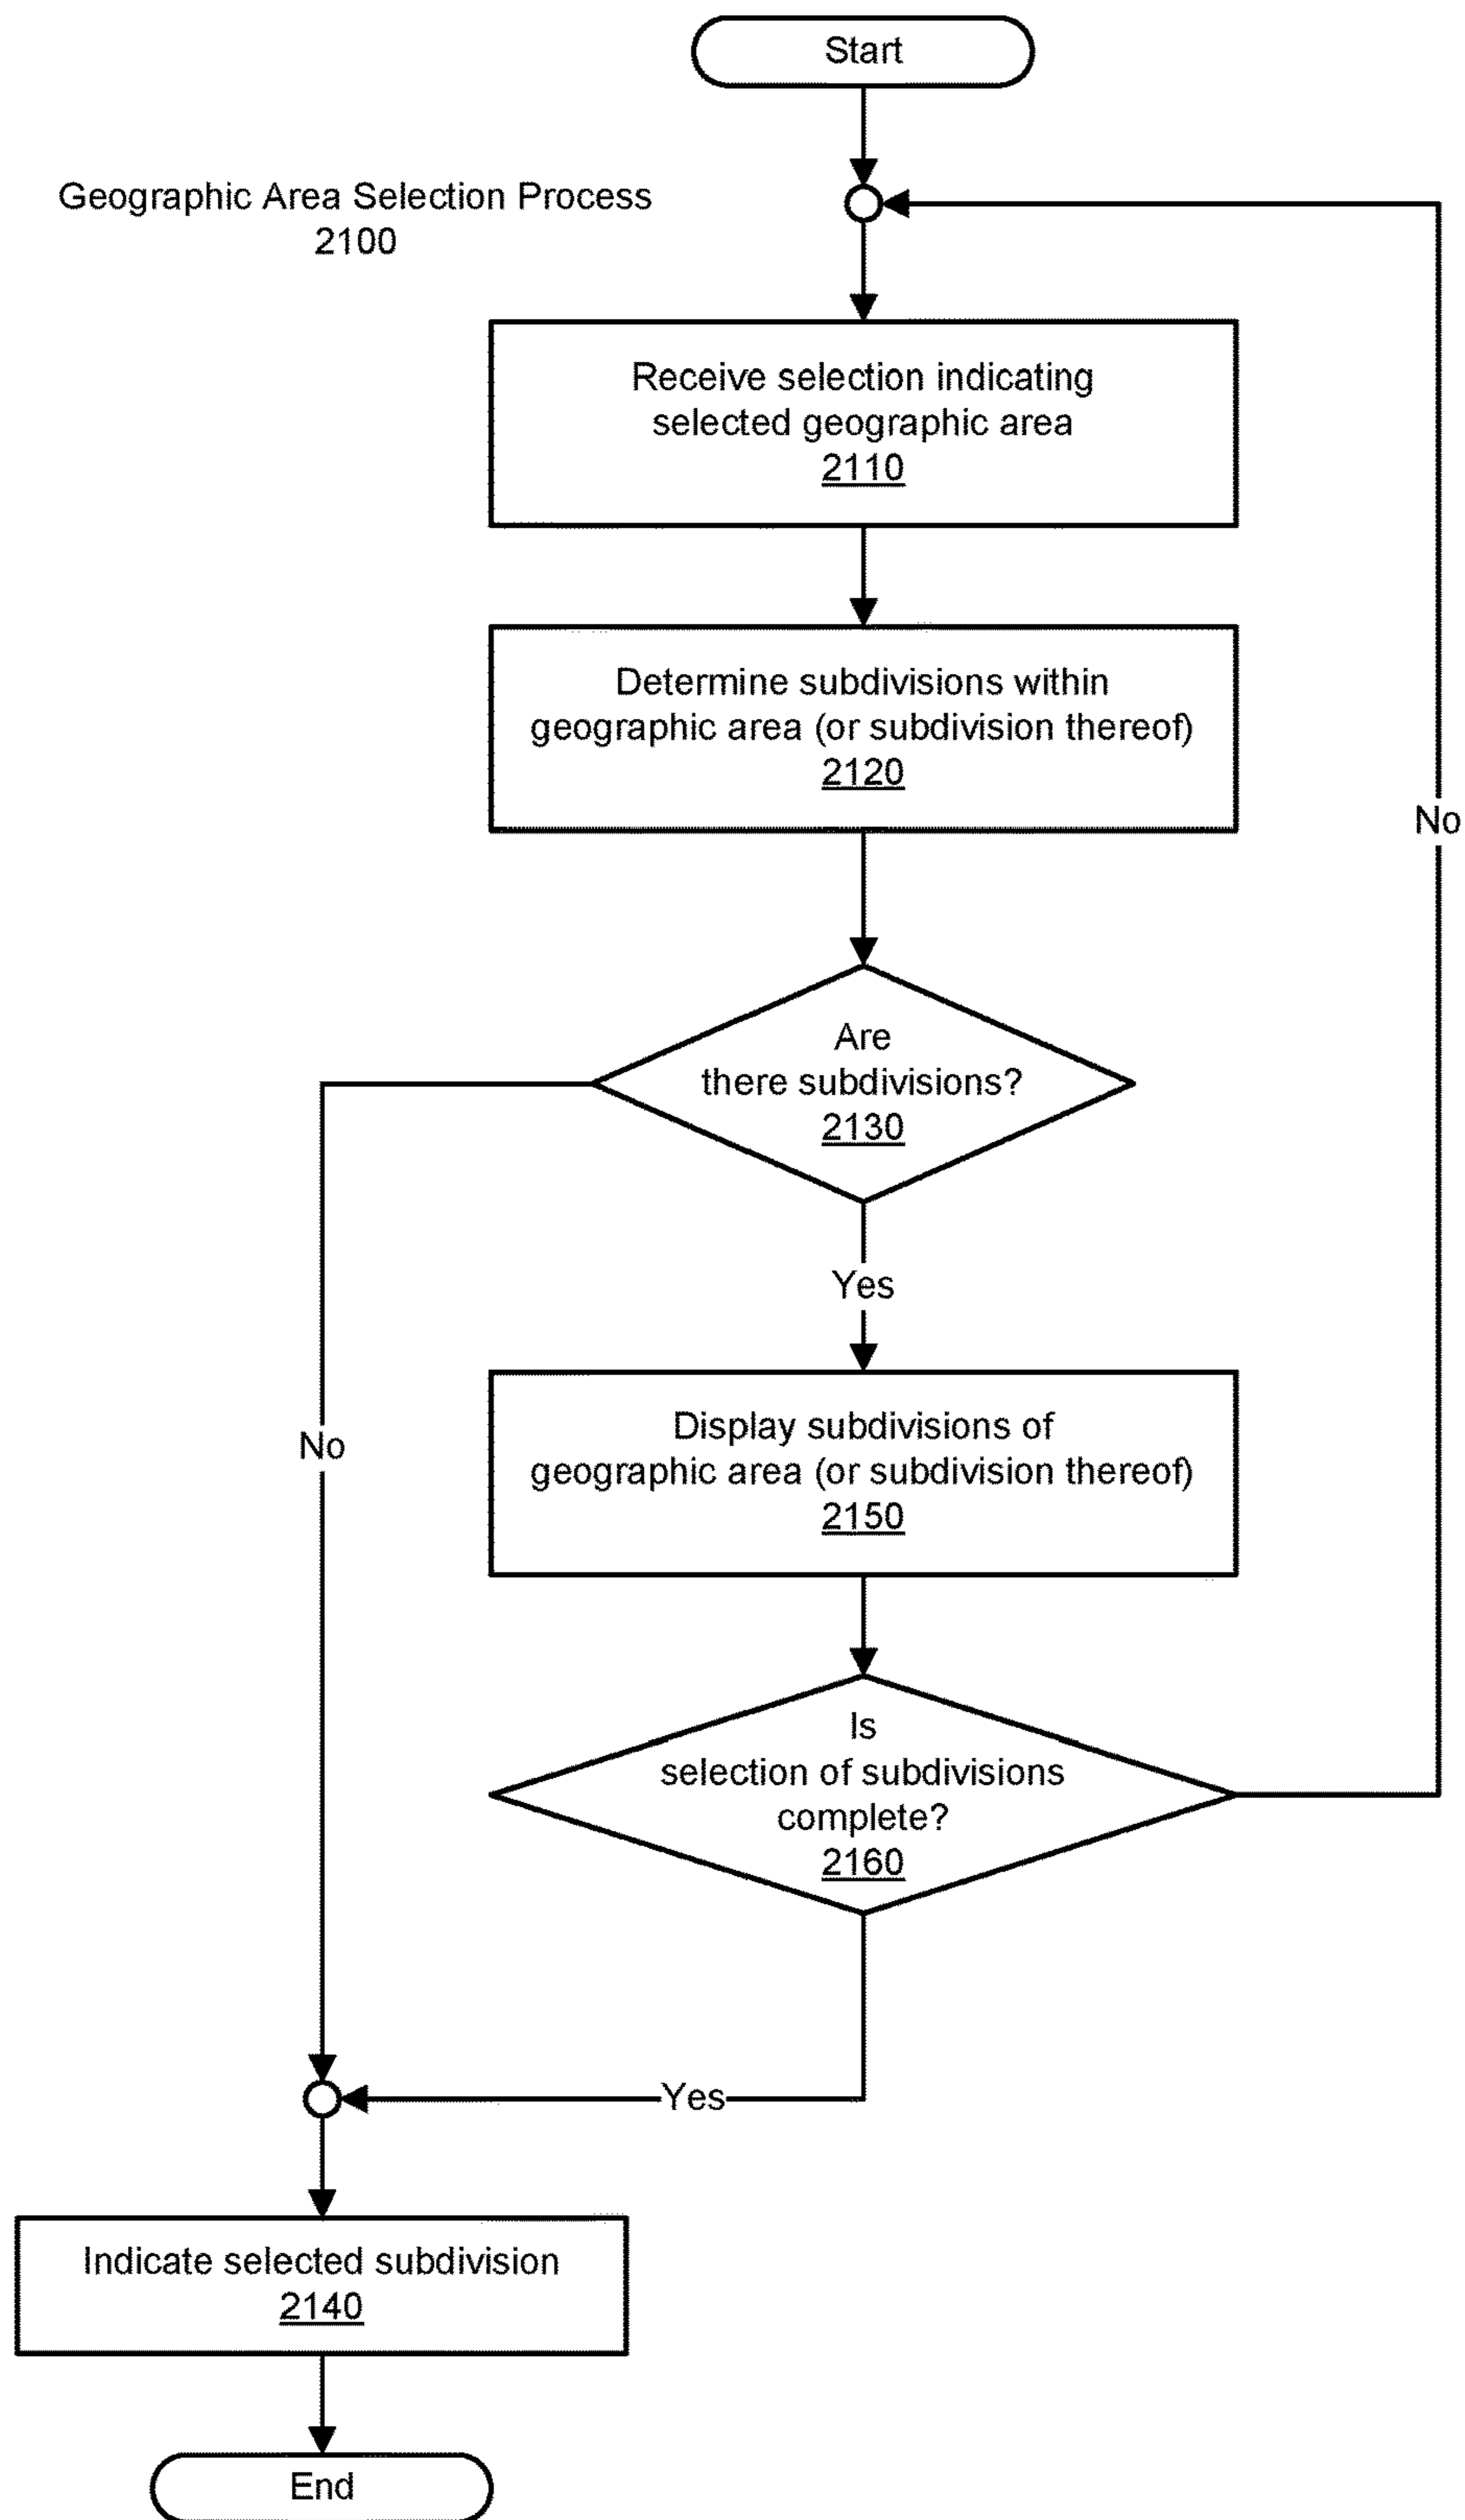 Start
Geographic Area Selection Process
2100
Receive selection indicating
selected geographic area
2110
Determine subdivisions within
geographic area (or subdivision thereof)
2120
No
Are
there subdivisions?
2130
Yes
Display subdivisions of
geographic area (or subdivision thereof)
2150
No
Is
selection of subdivisions
complete?
2160
Yes
Indicate selected subdivision
2140
End